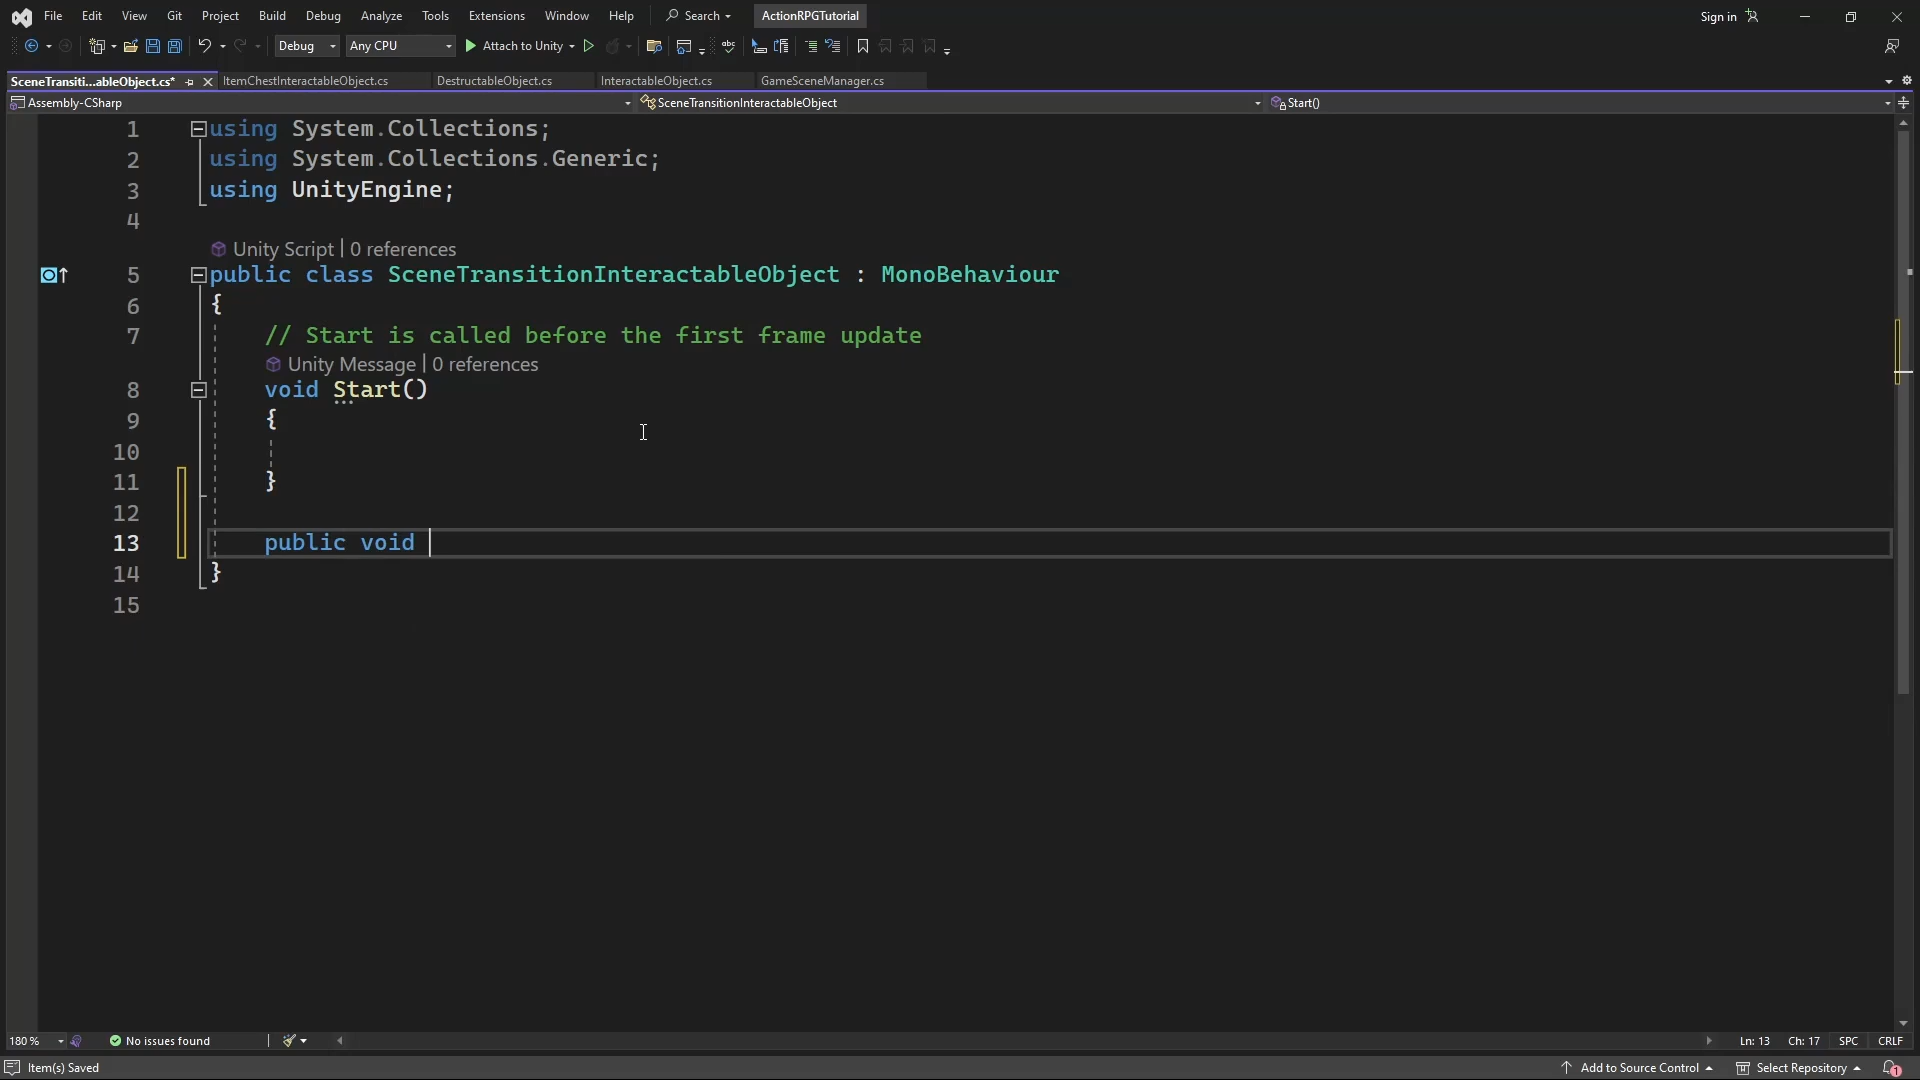 File Edit View Git Project Build Debug Analyze Tools Extensions Window Help Search ActionRPGTutorial Sign in
Debug Any CPU Attach to Unity
SceneTransiti...ableObject.cs* ItemChestInteractableObject.cs DestructableObject.cs InteractableObject.cs GameSceneManager.cs
Assembly-CSharp SceneTransitionInteractableObject Start()
1 using System.Collections;
2 using System.Collections.Generic;
3 using UnityEngine;
4
Unity Script | 0 references
5 public class SceneTransitionInteractableObject : MonoBehaviour
6 {
7 // Start is called before the first frame update
Unity Message | 0 references
8 void Start()
9 {
10
11 }
12
13 public void
14 }
15
180 % No issues found Ln: 13 Ch: 17 SPC CRLF
Item(s) Saved Add to Source Control Select Repository 1